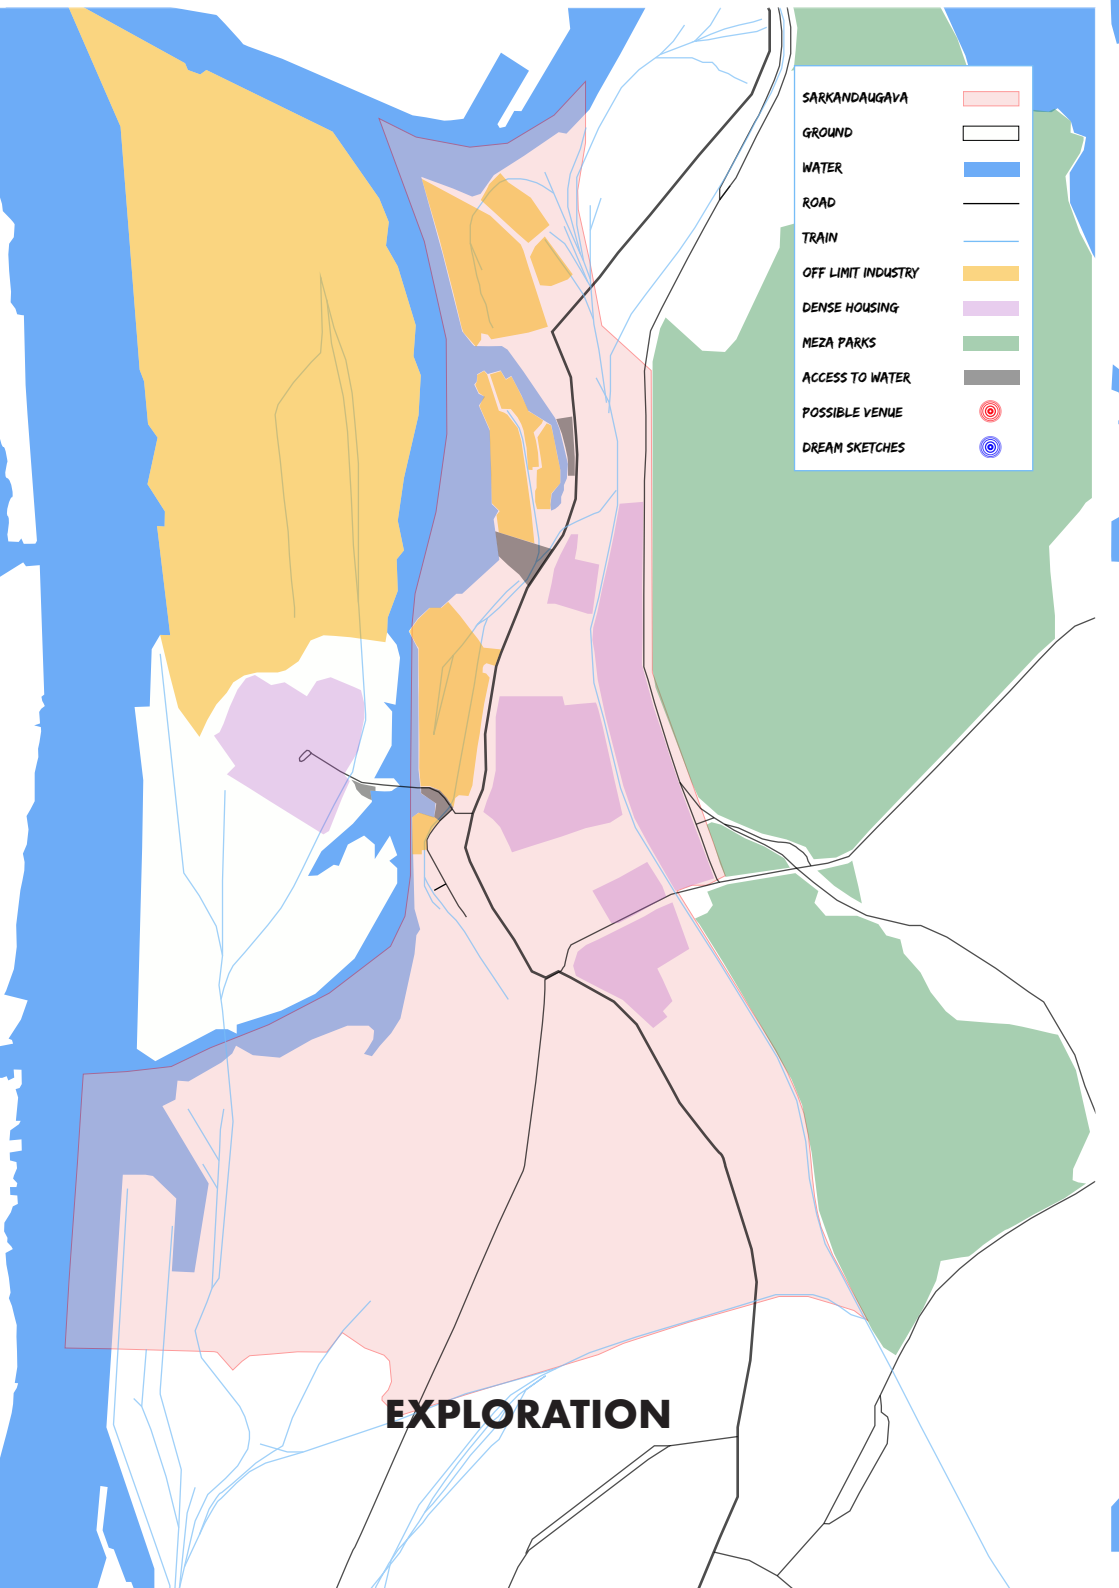 SARKANDAUGAVA
GROUND
WATER
ROAD
TRAIN
OFF LIMIT INDUSTRY
DENSE HOUSING
MEZA PARKS
ACCESS TO WATER
POSSIBLE VENUE
DREAM SKETCHES
EXPLORATION